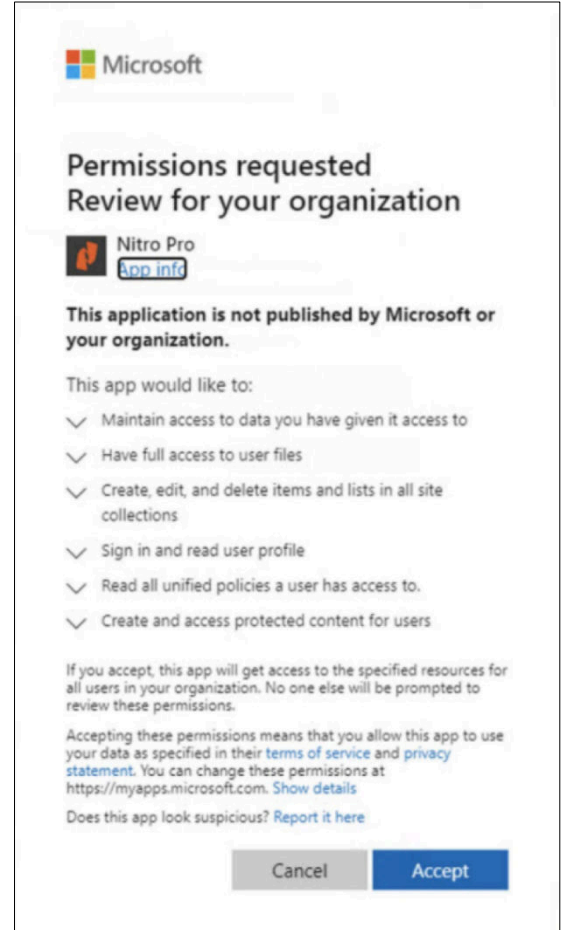 Microsoft
Permissions requested
Review for your organization
Nitro Pro
App info
This application is not published by Microsoft or
your organization.
This app would like to:
Maintain access to data you have given it access to
Have full access to user files
Create, edit, and delete items and lists in all site
collections
Sign in and read user profile
Read all unified policies a user has access to.
Create and access protected content for users
If you accept, this app will get access to the specified resources for
all users in your organization. No one else will be prompted to
review these permissions.
Accepting these permissions means that you allow this app to use
your data as specified in their terms of service and privacy
statement. You can change these permissions at
https://myapps.microsoft.com. Show details
Does this app look suspicious? Report it here
Cancel Accept